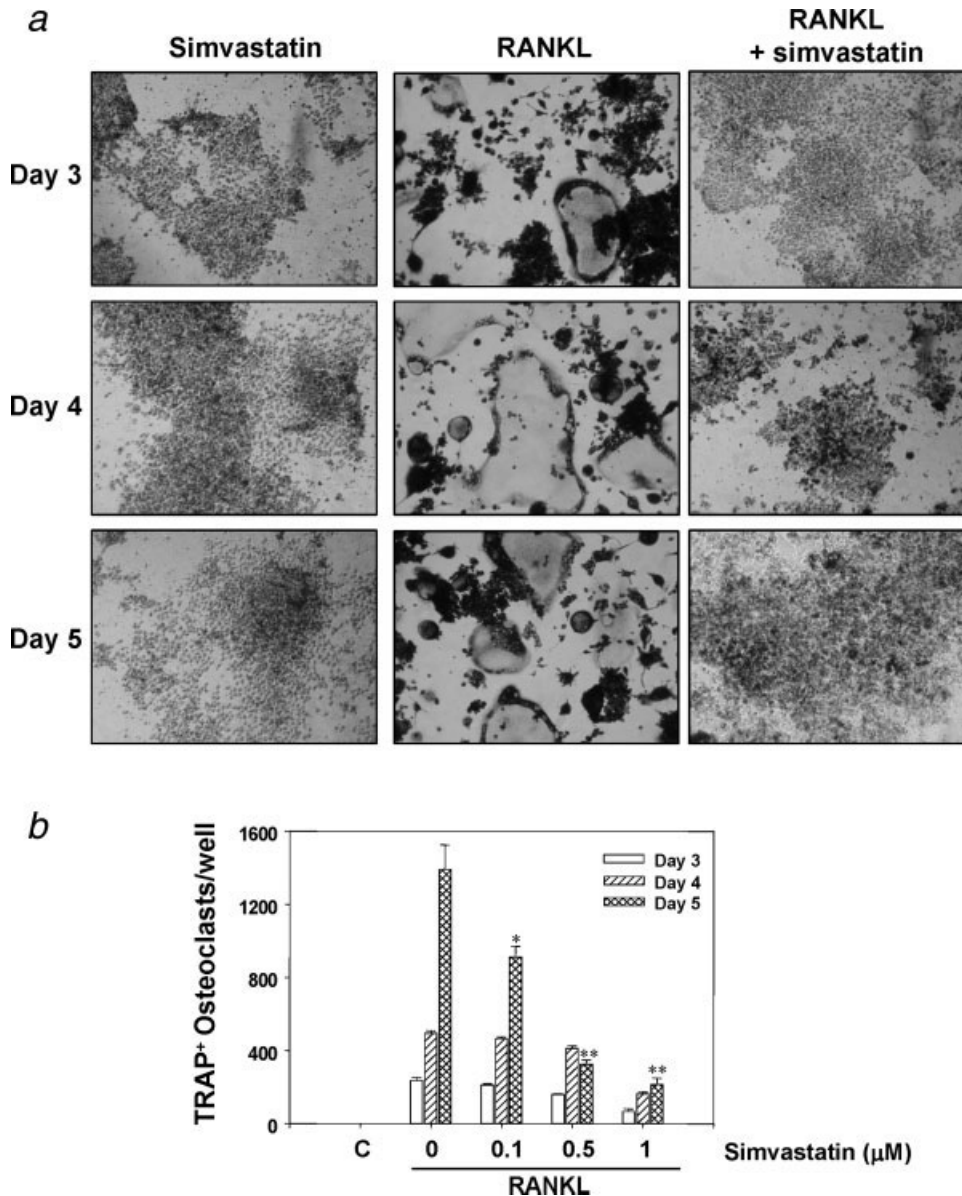 a
Simvastatin
RANKL
RANKL
+ simvastatin
Day 3
Day 4
Day 5
b
TRAP⁺ Osteoclasts/well
1600
1200
800
400
0
Day 3
Day 4
Day 5
*
**
**
C 0 0.1 0.5 1 Simvastatin (μM)
RANKL